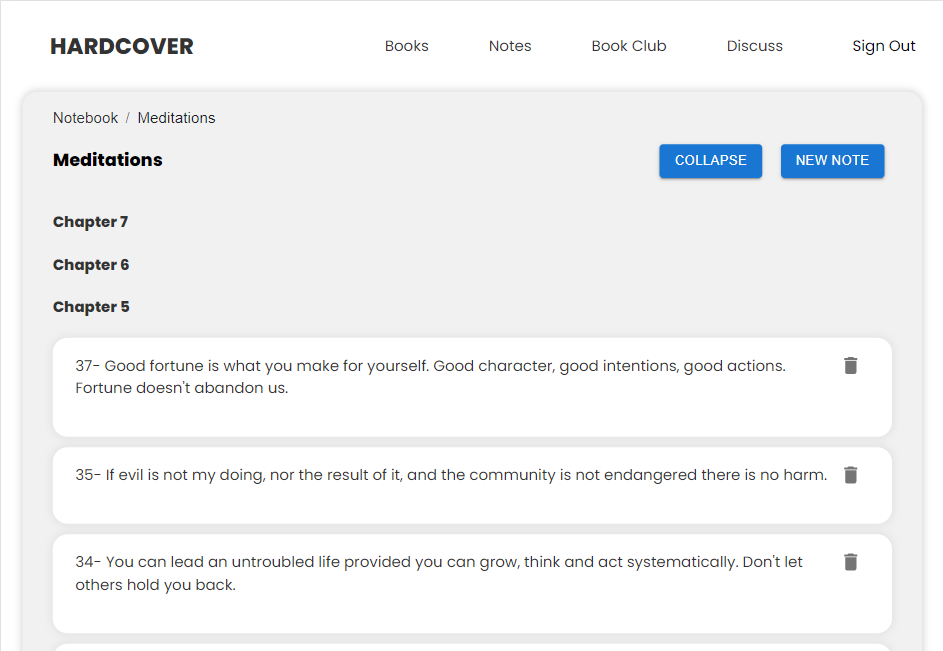 HARDCOVER Books Notes Book Club Discuss Sign Out
Notebook / Meditations
Meditations COLLAPSE NEW NOTE
Chapter 7
Chapter 6
Chapter 5
37- Good fortune is what you make for yourself. Good character, good intentions, good actions.
Fortune doesn't abandon us.
35- If evil is not my doing, nor the result of it, and the community is not endangered there is no harm.
34- You can lead an untroubled life provided you can grow, think and act systematically. Don't let
others hold you back.